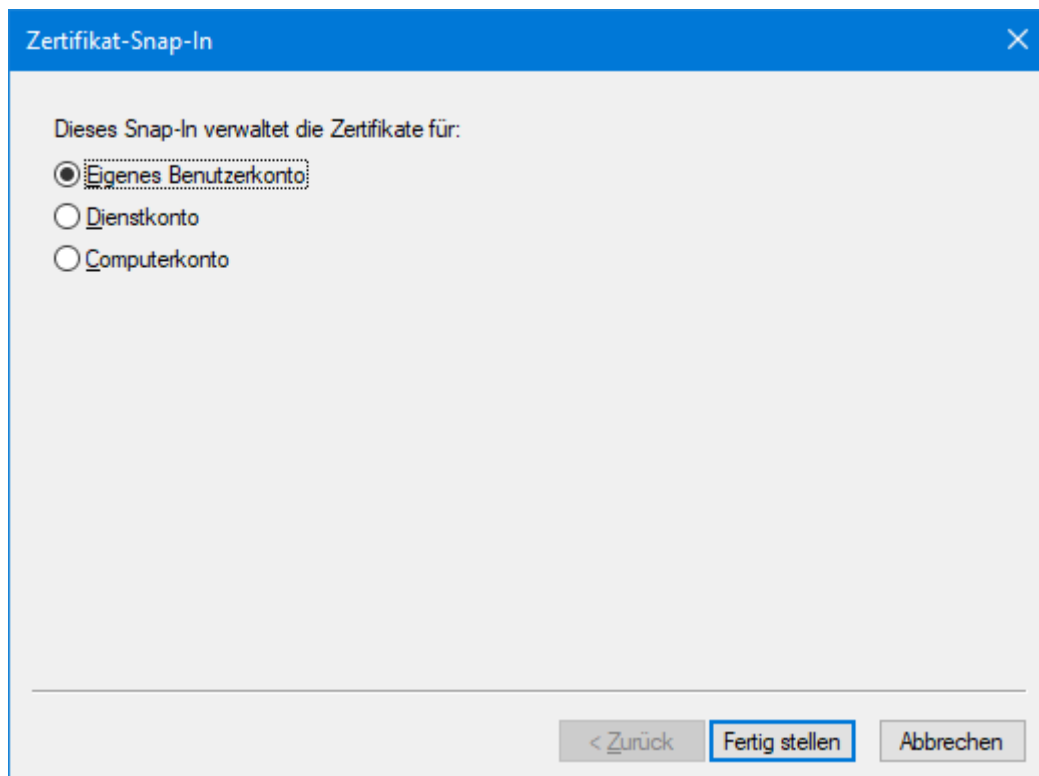 Zertifikat-Snap-In
Dieses Snap-In verwaltet die Zertifikate für:
Eigenes Benutzerkonto
Dienstkonto
Computerkonto
< Zurück Fertig stellen Abbrechen